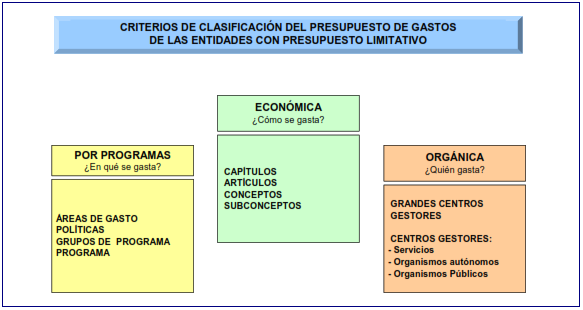 CRITERIOS DE CLASIFICACIÓN DEL PRESUPUESTO DE GASTOS
DE LAS ENTIDADES CON PRESUPUESTO LIMITATIVO
POR PROGRAMAS
¿En qué se gasta?
ÁREAS DE GASTO
POLÍTICAS
GRUPOS DE PROGRAMA
PROGRAMA
ECONÓMICA
¿Cómo se gasta?
CAPÍTULOS
ARTÍCULOS
CONCEPTOS
SUBCONCEPTOS
ORGÁNICA
¿Quién gasta?
GRANDES CENTROS
GESTORES
CENTROS GESTORES:
- Servicios
- Organismos autónomos
- Organismos Públicos